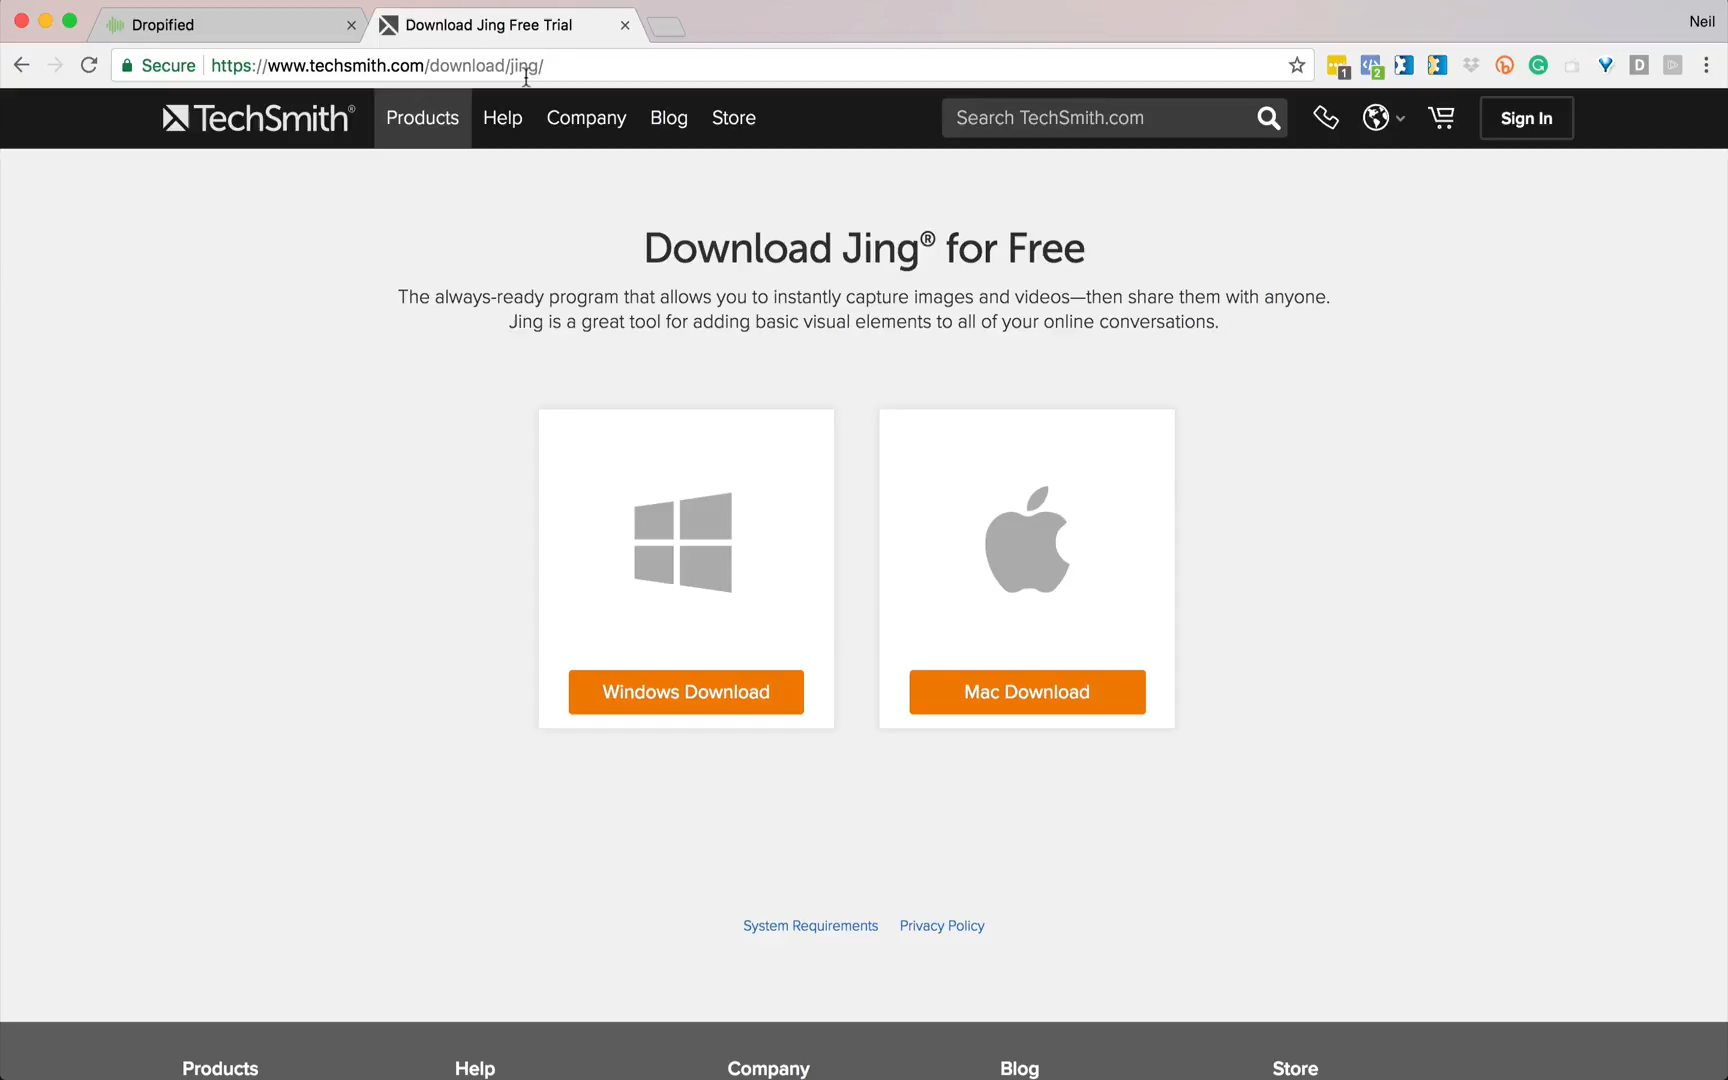 Dropified
Download Jing Free Trial
Neil
Secure
https://www.techsmith.com/download/jing/
1
2
D
TechSmith®
Products
Help
Company
Blog
Store
Search TechSmith.com
Sign In
Download Jing® for Free
The always-ready program that allows you to instantly capture images and videos—then share them with anyone.
Jing is a great tool for adding basic visual elements to all of your online conversations.
Windows Download
Mac Download
System Requirements
Privacy Policy
Products
Help
Company
Blog
Store